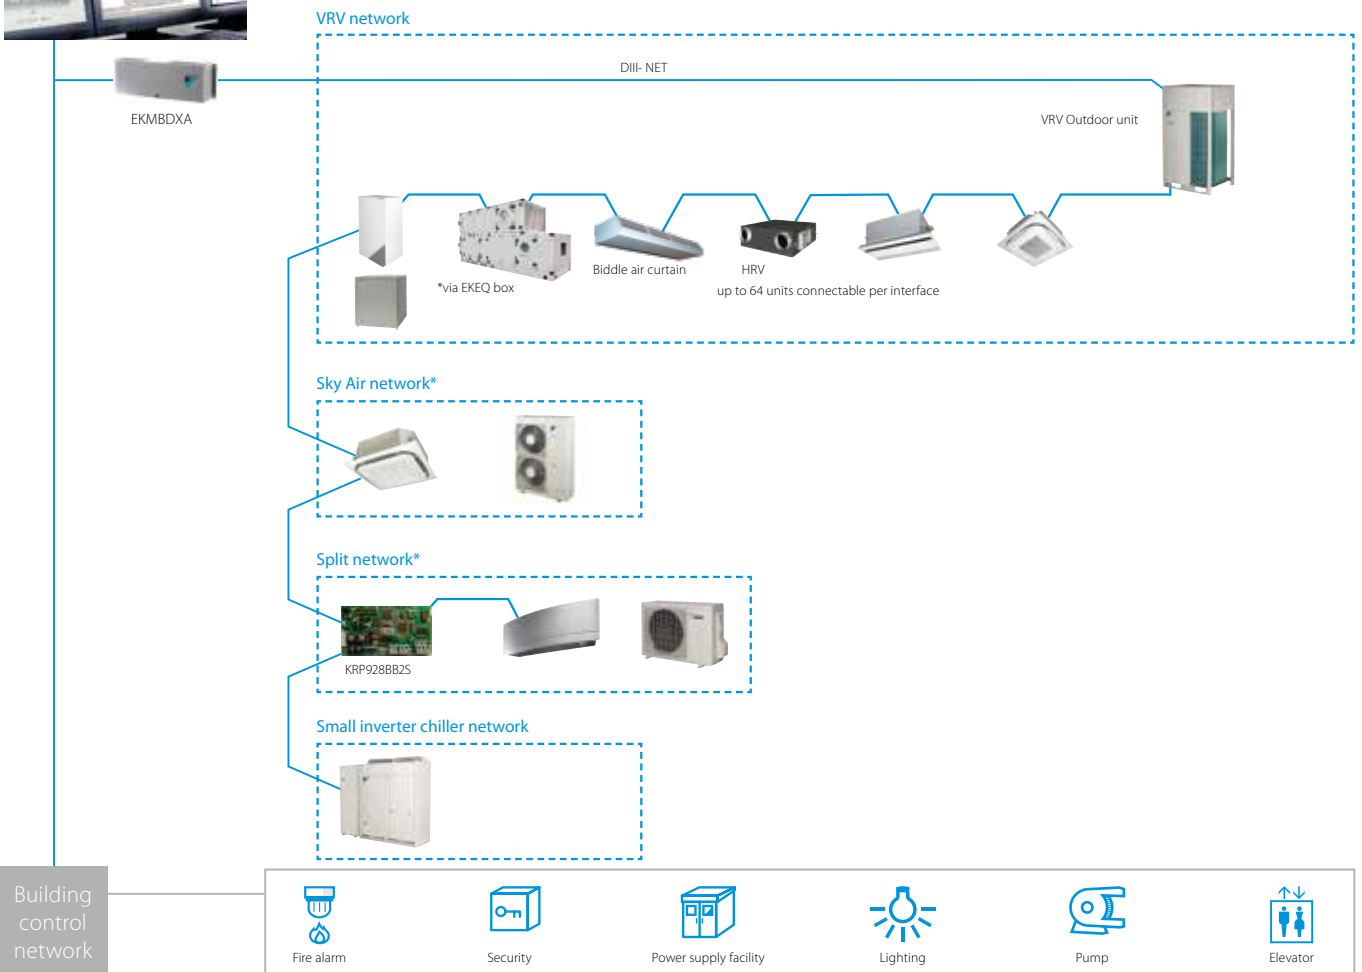 VRV network
DIII- NET
EKMBDXA
VRV Outdoor unit
Biddle air curtain
HRV
*via EKEQ box
up to 64 units connectable per interface
Sky Air network*
Split network*
KRP928BB2S
Small inverter chiller network
Building
control
network
Fire alarm
Security
Power supply facility
Lighting
Pump
Elevator